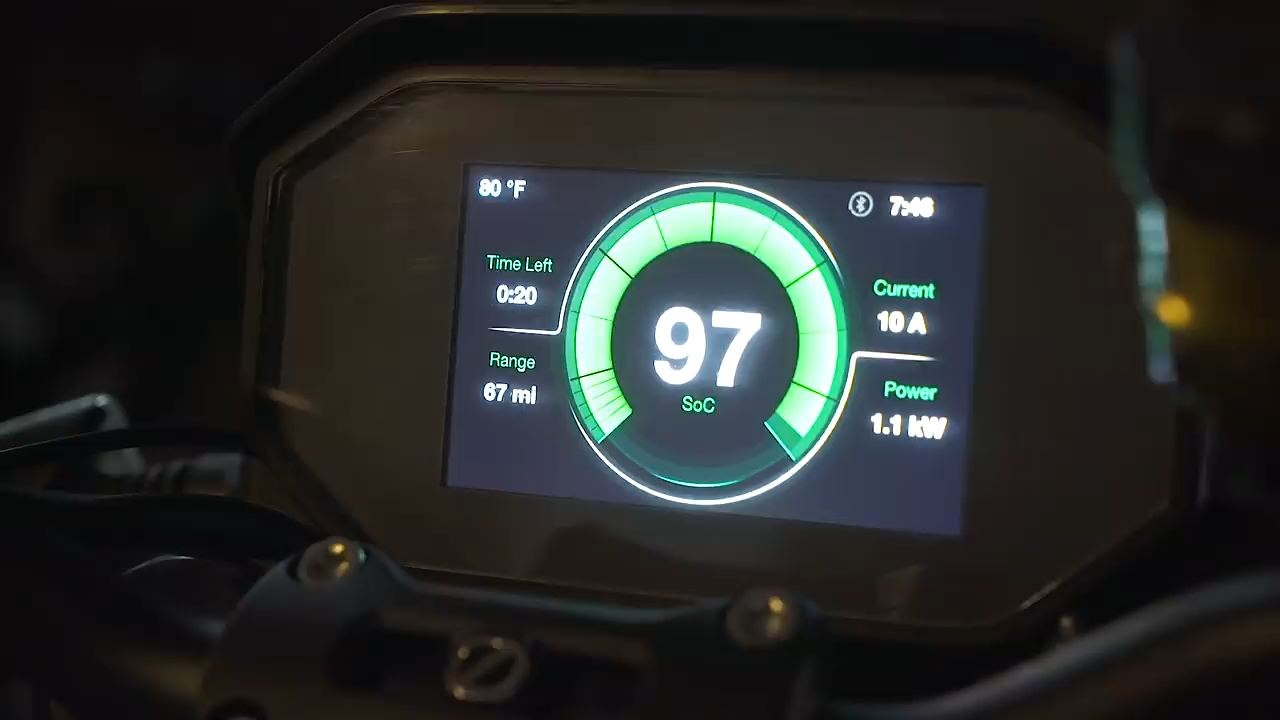 80 °F
7:46
Time Left
0:20
Current
10 A
97
SoC
Range
67 mi
Power
1.1 kW